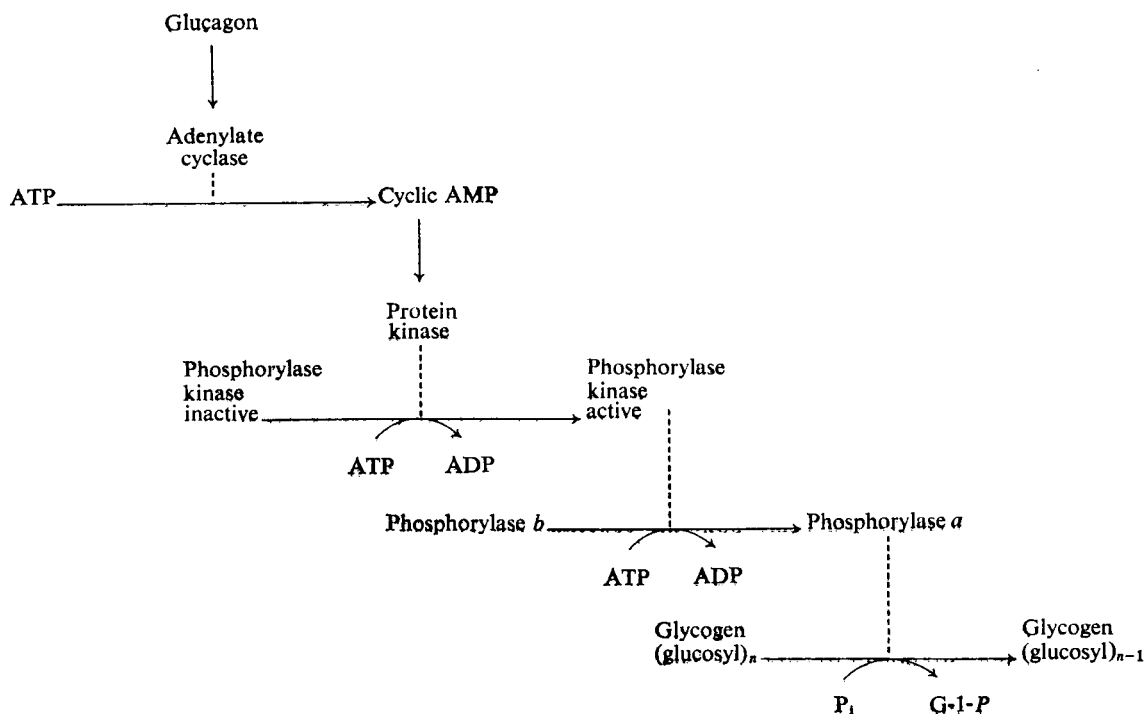 Glucagon
Adenylate
cyclase
ATP
Cyclic AMP
Protein
kinase
Phosphorylase
kinase
inactive
Phosphorylase
kinase
active
ATP
ADP
Phosphorylase b
Phosphorylase a
ATP
ADP
Glycogen
(glucosyl)n
Glycogen
(glucosyl)n−1
Pi
G-1-P